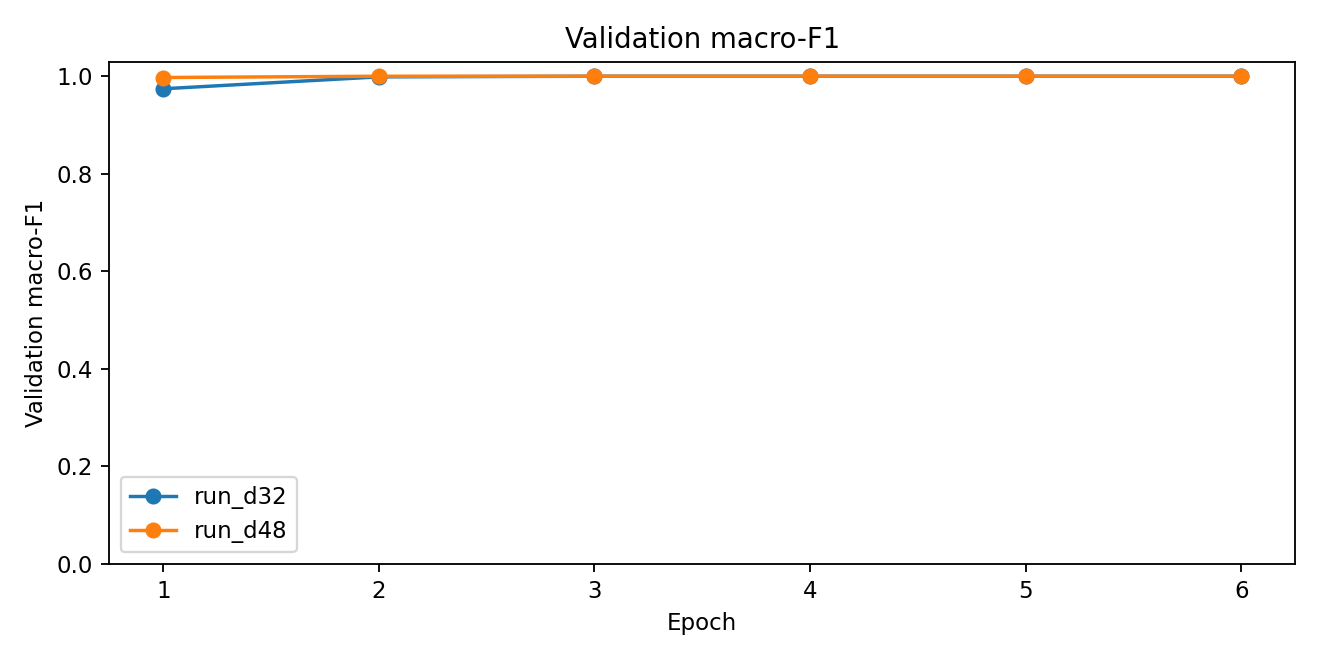 Validation macro-F1
Validation macro-F1
1.0
0.8
0.6
0.4
0.2
0.0
run_d32
run_d48
1 2 3 4 5 6
Epoch